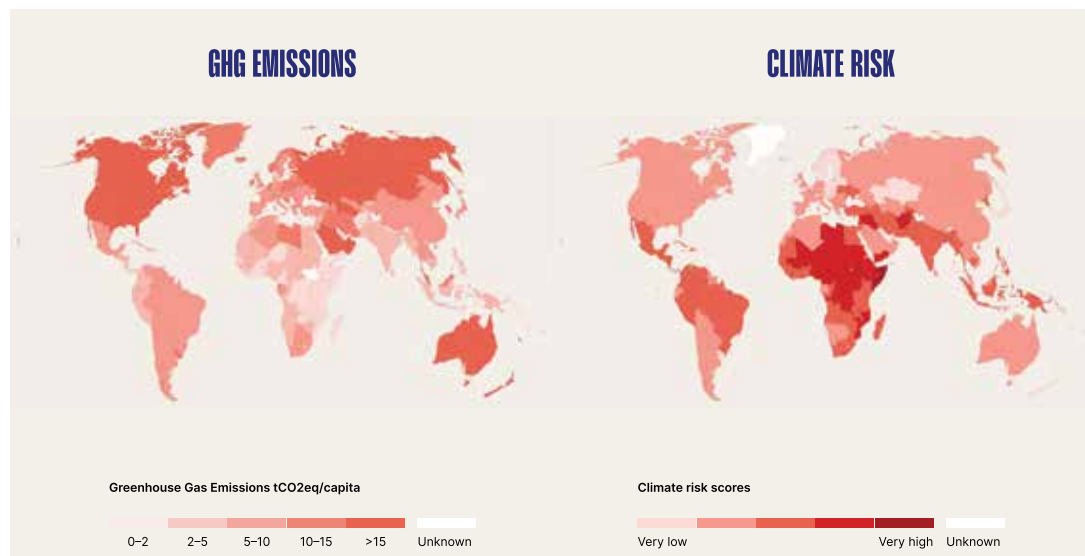 GHG EMISSIONS
CLIMATE RISK
Greenhouse Gas Emissions tCO2eq/capita
0–2 2–5 5–10 10–15 >15 Unknown
Climate risk scores
Very low Very high Unknown